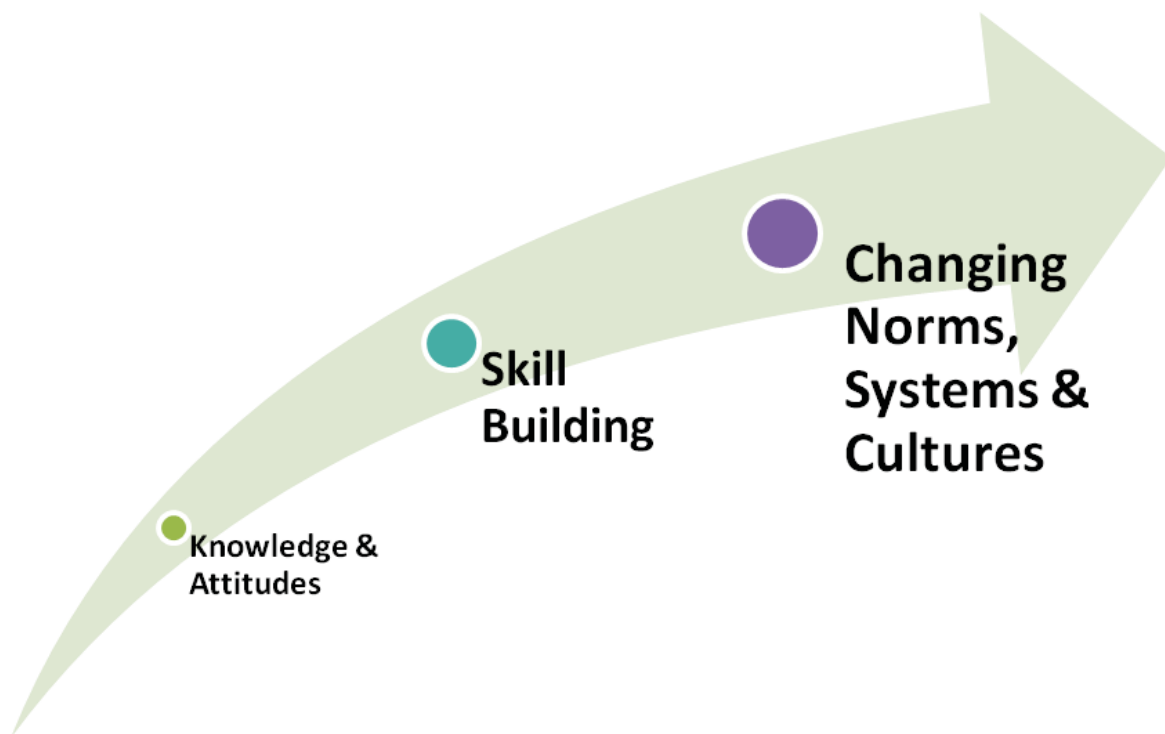 Knowledge &
Attitudes
Skill
Building
Changing
Norms,
Systems &
Cultures